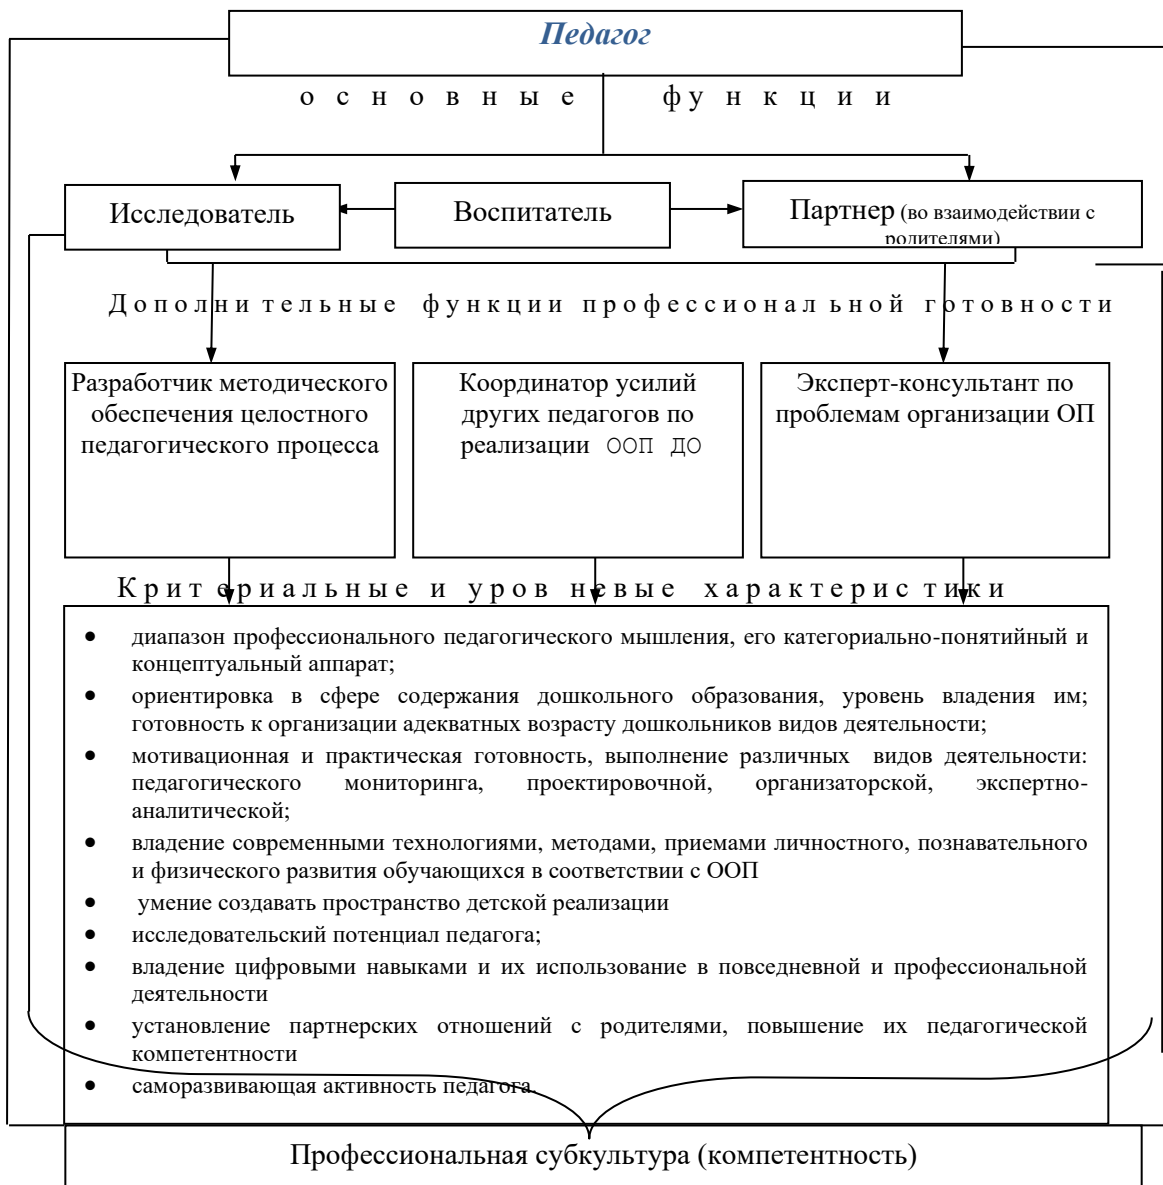 Педагог
основные функции
Исследователь
Воспитатель
Партнер (во взаимодействии с
родителями)
Дополнительные функции профессиональной готовности
Разработчик методического
обеспечения целостного
педагогического процесса
Координатор усилий
других педагогов по
реализации ООП ДО
Эксперт-консультант по
проблемам организации ОП
Критериальные и уровневые характеристики
• диапазон профессионального педагогического мышления, его категориально-понятийный и
концептуальный аппарат;
• ориентировка в сфере содержания дошкольного образования, уровень владения им;
готовность к организации адекватных возрасту дошкольников видов деятельности;
• мотивационная и практическая готовность, выполнение различных видов деятельности:
педагогического мониторинга, проектировочной, организаторской, экспертно-
аналитической;
• владение современными технологиями, методами, приемами личностного, познавательного
и физического развития обучающихся в соответствии с ООП
• умение создавать пространство детской реализации
• исследовательский потенциал педагога;
• владение цифровыми навыками и их использование в повседневной и профессиональной
деятельности
• установление партнерских отношений с родителями, повышение их педагогической
компетентности
• саморазвивающая активность педагога.
Профессиональная субкультура (компетентность)